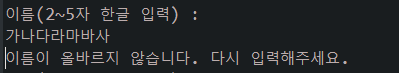 이름(2~5자 한글 입력) :
가나다라마바사
이름이 올바르지 않습니다. 다시 입력해주세요.